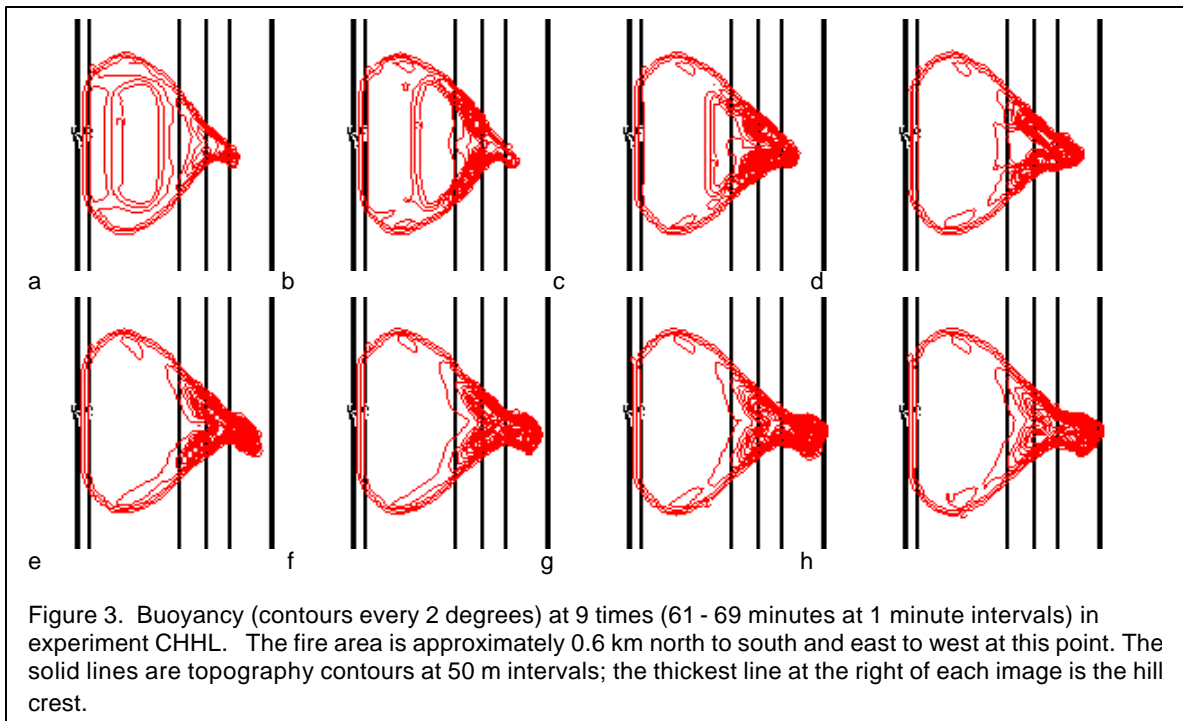 a b c d
e f g h
Figure 3. Buoyancy (contours every 2 degrees) at 9 times (61 - 69 minutes at 1 minute intervals) in
experiment CHHL. The fire area is approximately 0.6 km north to south and east to west at this point. The
solid lines are topography contours at 50 m intervals; the thickest line at the right of each image is the hill
crest.